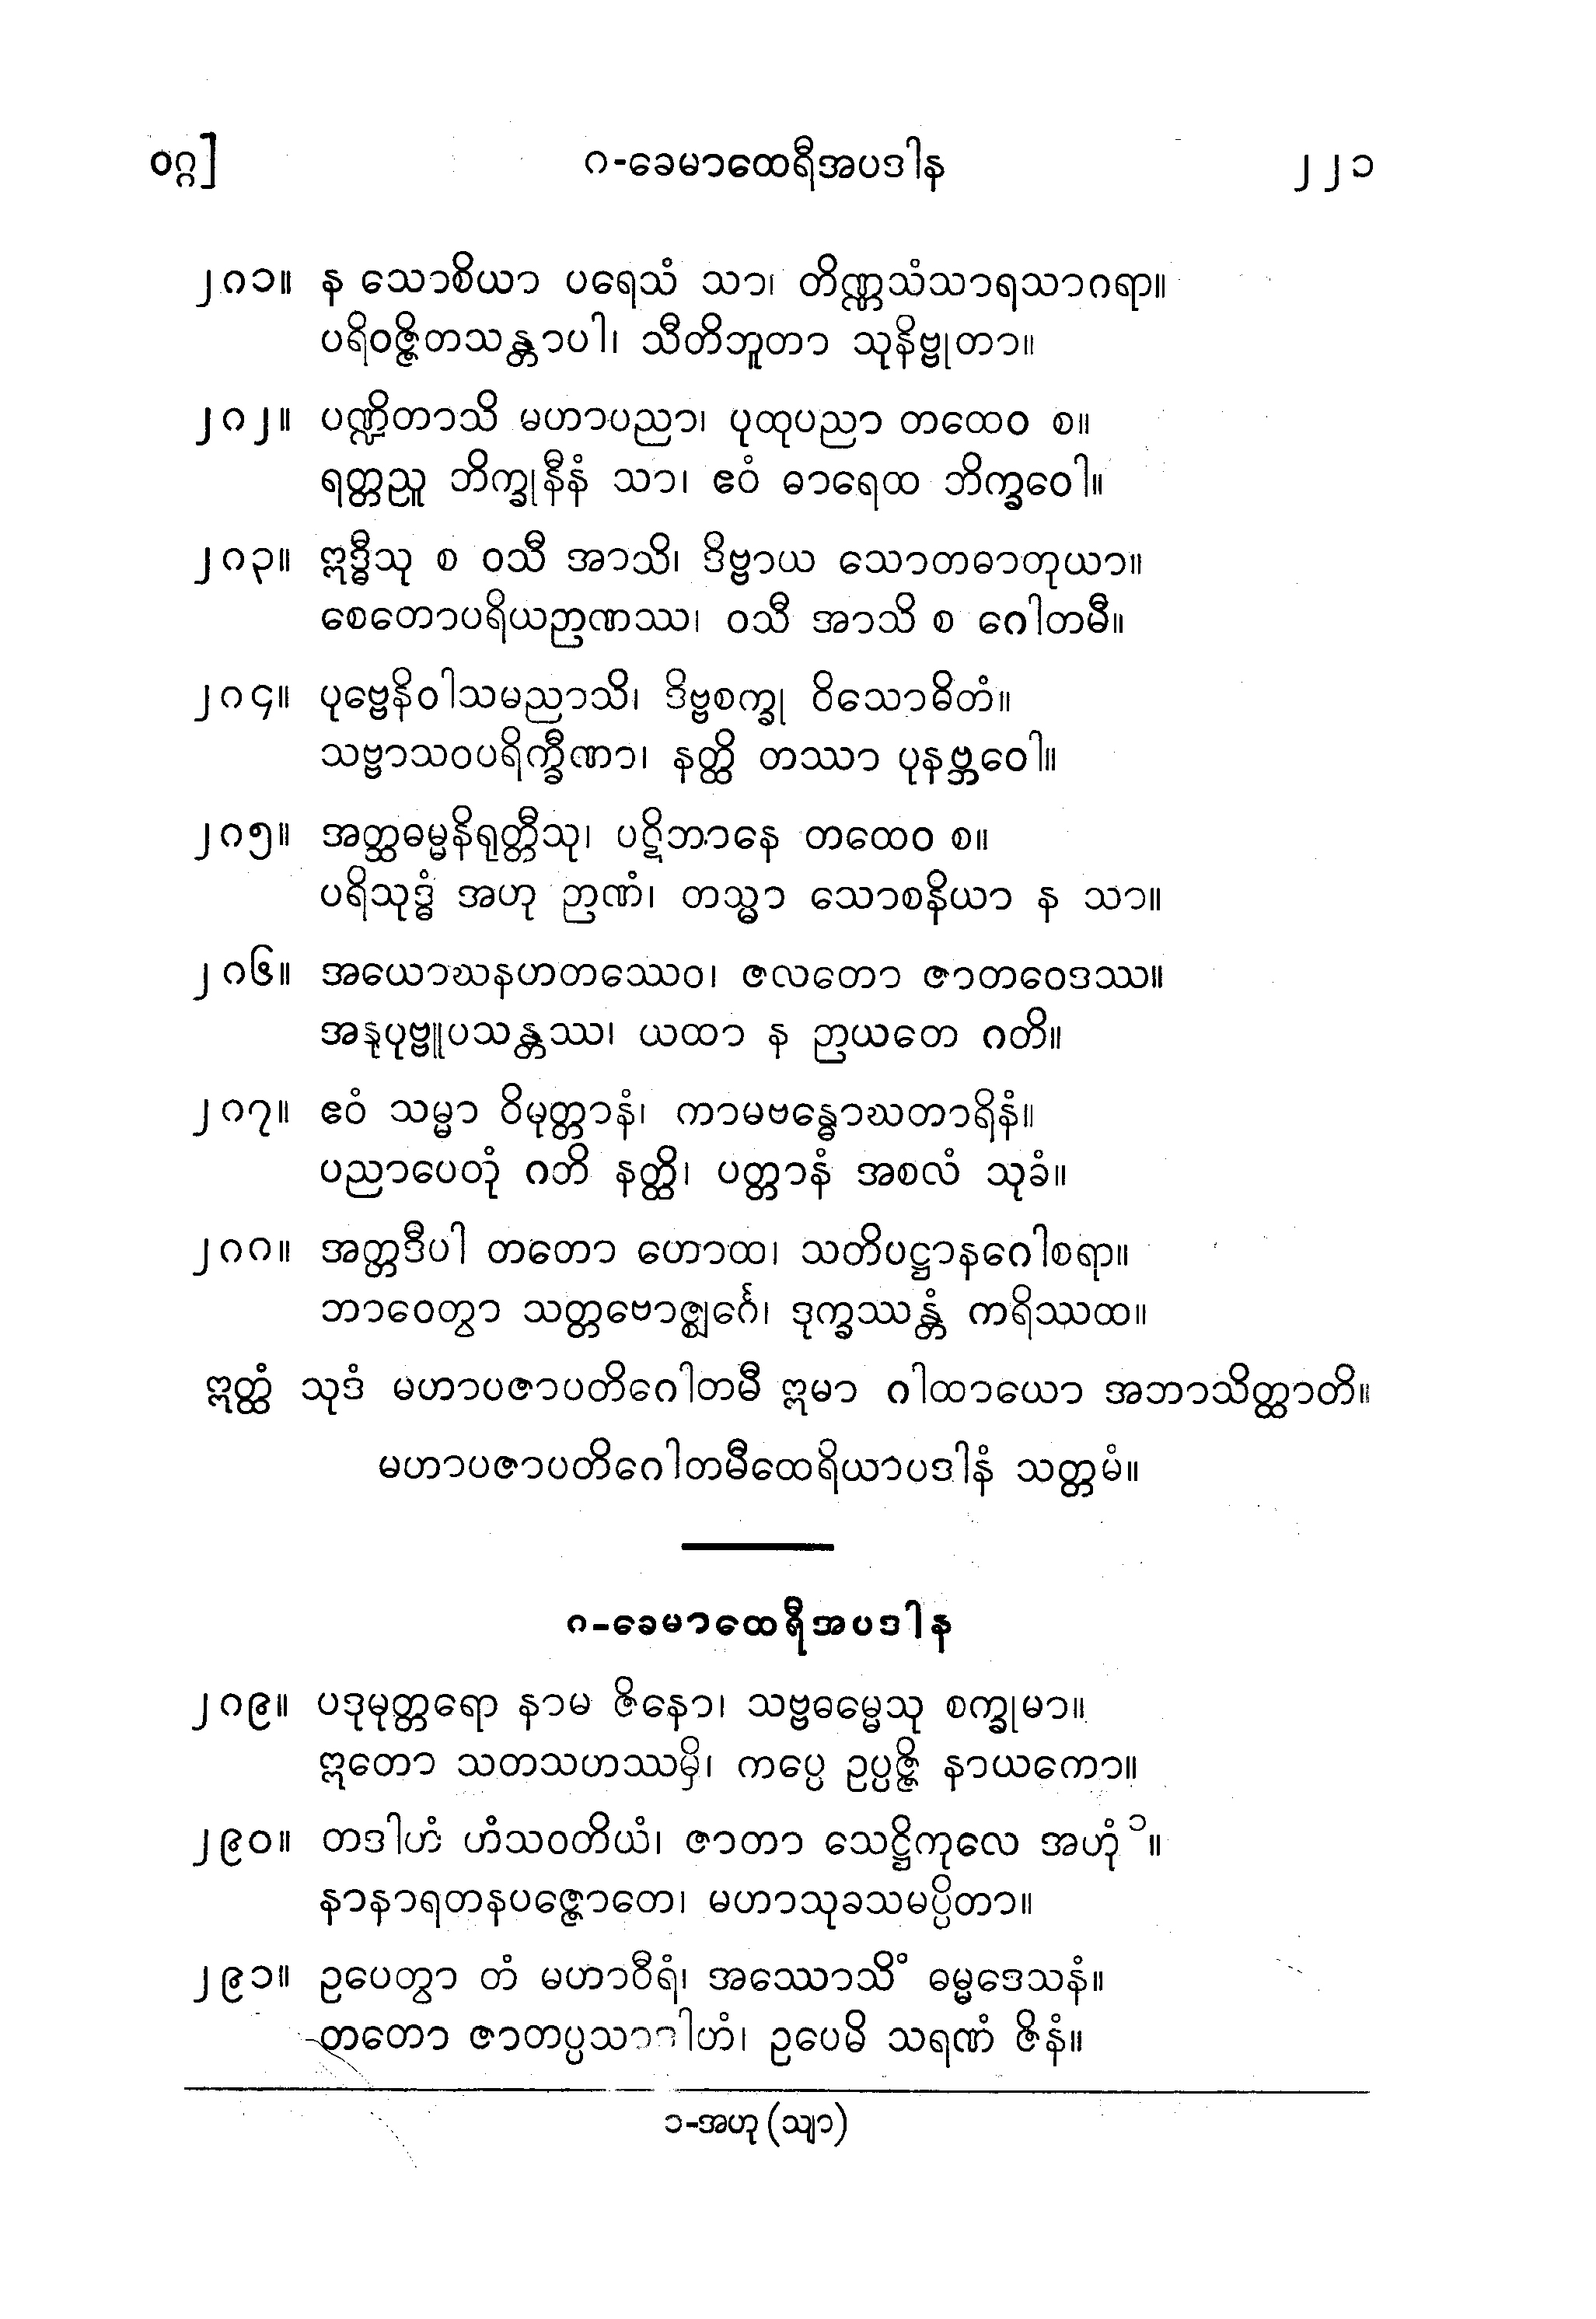 ဝဂ္ဂ] ၈-ခေမာထေရီအပဒါန ၂၂၁
၂၈၁။ န သောစိယာ ပရေသံ သာ၊ တိဏ္ဏသံသာရသာဂရာ။
ပရိဝဇ္ဇိတသန္တာပါ၊ သီတိဘူတာ သုနိဗ္ဗုတာ။
၂၈၂။ ပဏ္ဍိတာသိ မဟာပညာ၊ ပုထုပညာ တထေဝ စ။
ရတ္တညူ ဘိက္ခုနီနံ သာ၊ ဧဝံ ဓာရေထ ဘိက္ခဝေါ။
၂၈၃။ ဣဒ္ဓီသု စ ဝသီ အာသိ၊ ဒိဗ္ဗာယ သောတဓာတုယာ။
စေတောပရိယဉာဏဿ၊ ဝသီ အာသိ စ ဂေါတမီ။
၂၈၄။ ပုဗ္ဗေနိဝါသမညာသိ၊ ဒိဗ္ဗစက္ခု ဝိသောဓိတံ။
သဗ္ဗာသဝပရိက္ခီဏာ၊ နတ္ထိ တဿာ ပုနဗ္ဘဝေါ။
၂၈၅။ အတ္ထဓမ္မနိရုတ္တီသု၊ ပဋိဘာနေ တထေဝ စ။
ပရိသုဒ္ဓံ အဟု ဉာဏံ၊ တသ္မာ သောစနိယာ န သာ။
၂၈၆။ အယောဃနဟတဿေဝ၊ ဇလတော ဇာတဝေဒဿ။
အနုပုဗ္ဗူပသန္တဿ၊ ယထာ န ဉာယတေ ဂတိ။
၂၈၇။ ဧဝံ သမ္မာ ဝိမုတ္တာနံ၊ ကာမဗန္ဓောဃတာရိနံ။
ပညာပေတုံ ဂတိ နတ္ထိ၊ ပတ္တာနံ အစလံ သုခံ။
၂၈၈။ အတ္တဒီပါ တတော ဟောထ၊ သတိပဋ္ဌာနဂေါစရာ။
ဘာဝေတွာ သတ္တဗောဇ္ဈင်္ဂေ၊ ဒုက္ခဿန္တံ ကရိဿထ။
ဣတ္ထံ သုဒံ မဟာပဇာပတိဂေါတမီ ဣမာ ဂါထာယော အဘာသိတ္ထာတိ။
မဟာပဇာပတိဂေါတမီထေရိယာပဒါနံ သတ္တမံ။
၈-ခေမာထေရီအပဒါန
၂၈၉။ ပဒုမုတ္တရော နာမ ဇိနော၊ သဗ္ဗဓမ္မေသု စက္ခုမာ။
ဣတော သတသဟဿမှိ၊ ကပ္ပေ ဥပ္ပဇ္ဇိ နာယကော။
၂၉၀။ တဒါဟံ ဟံသဝတိယံ၊ ဇာတာ သေဋ္ဌိကုလေ အဟုံ ၁။
နာနာရတနပဇ္ဇောတေ၊ မဟာသုခသမပ္ပိတာ။
၂၉၁။ ဥပေတွာ တံ မဟာဝီရံ၊ အဿောသိံ ဓမ္မဒေသနံ။
တတော ဇာတပ္ပသာဒါဟံ၊ ဥပေမိ သရဏံ ဇိနံ။
၁-အဟု (သျာ)